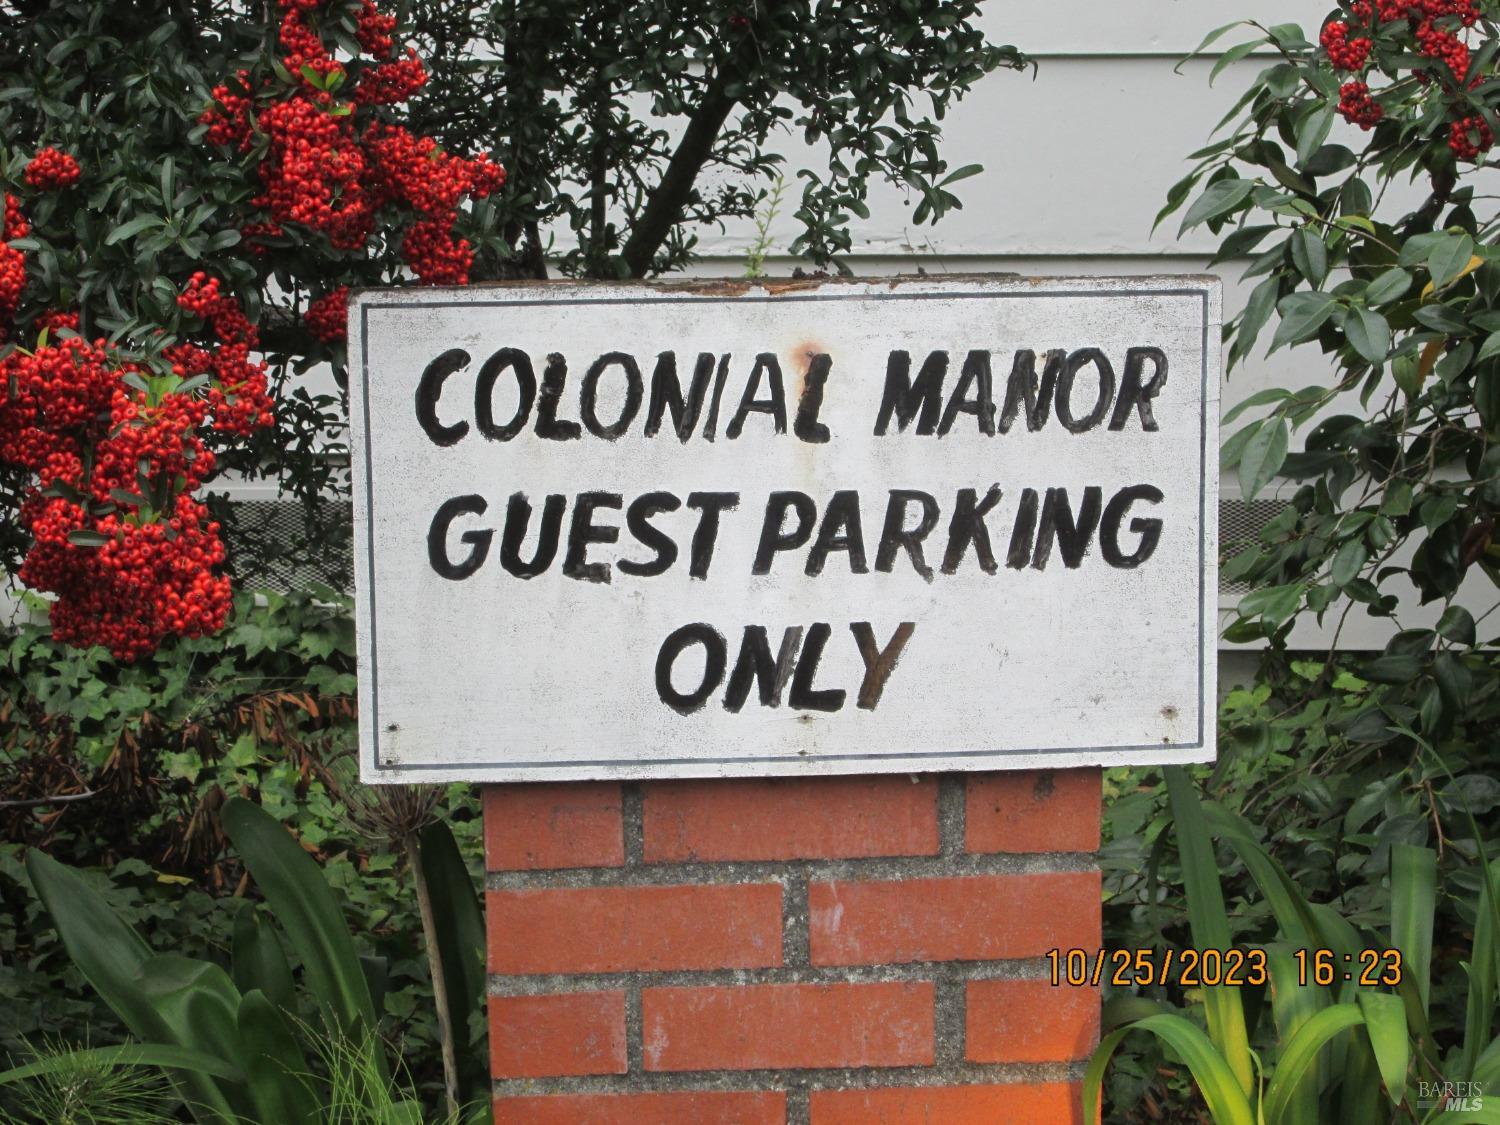 COLONIAL MANOR
GUEST PARKING
ONLY
10/25/2023 16:23
BAREIS
MLS